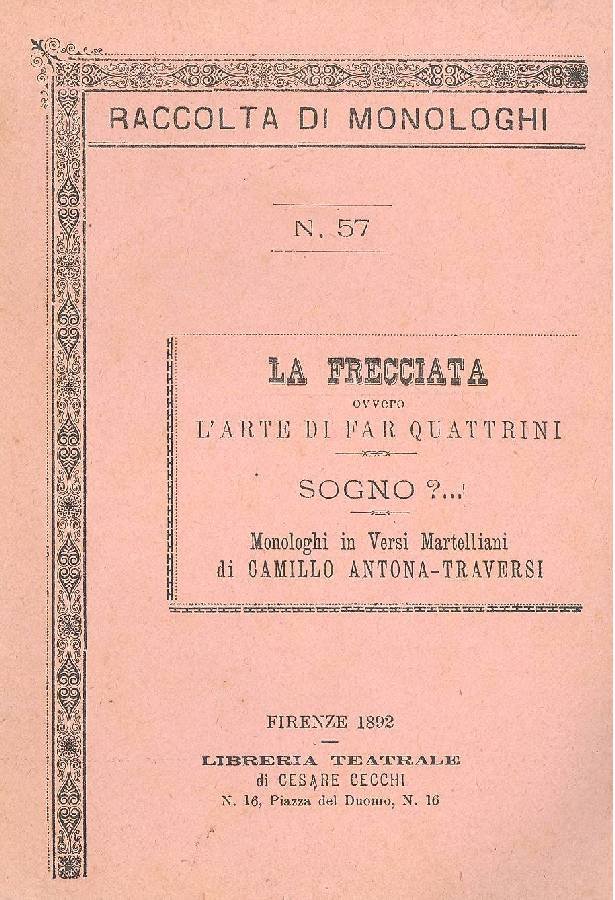 RACCOLTA DI MONOLOGHI
N. 57
LA FRECCIATA
ovvero
L'ARTE DI FAR QUATTRINI
SOGNO ?...
Monologhi in Versi Martelliani
di CAMILLO ANTONA-TRAVERSI
FIRENZE 1892
LIBRERIA TEATRALE
di CESARE CECCHI
N. 16, Piazza del Duomo, N. 16